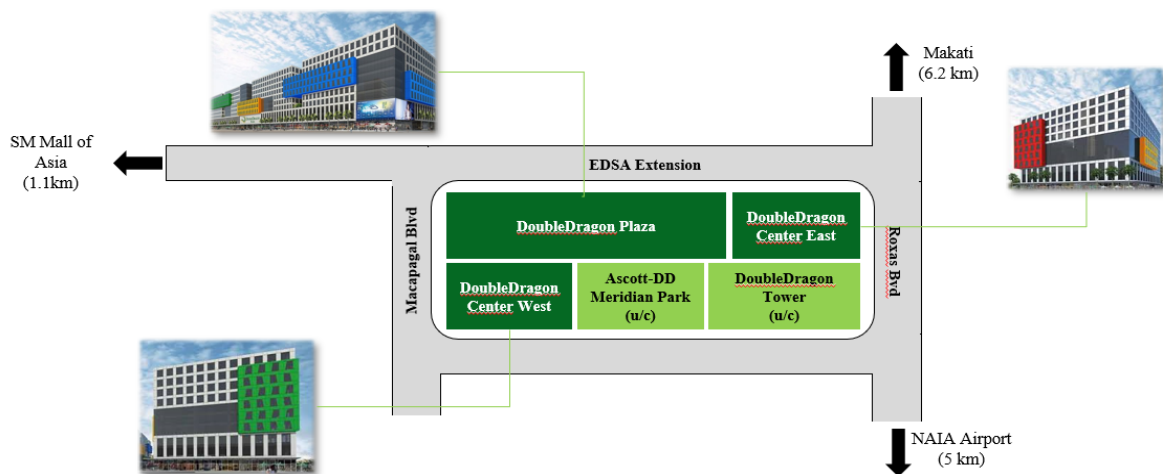 Makati
(6.2 km)
SM Mall of
Asia
(1.1km)
EDSA Extension
Macapagal Blvd
DoubleDragon Plaza
DoubleDragon
Center East
Roxas Bvd
DoubleDragon
Center West
Ascott-DD
Meridian Park
(u/c)
DoubleDragon
Tower
(u/c)
NAIA Airport
(5 km)